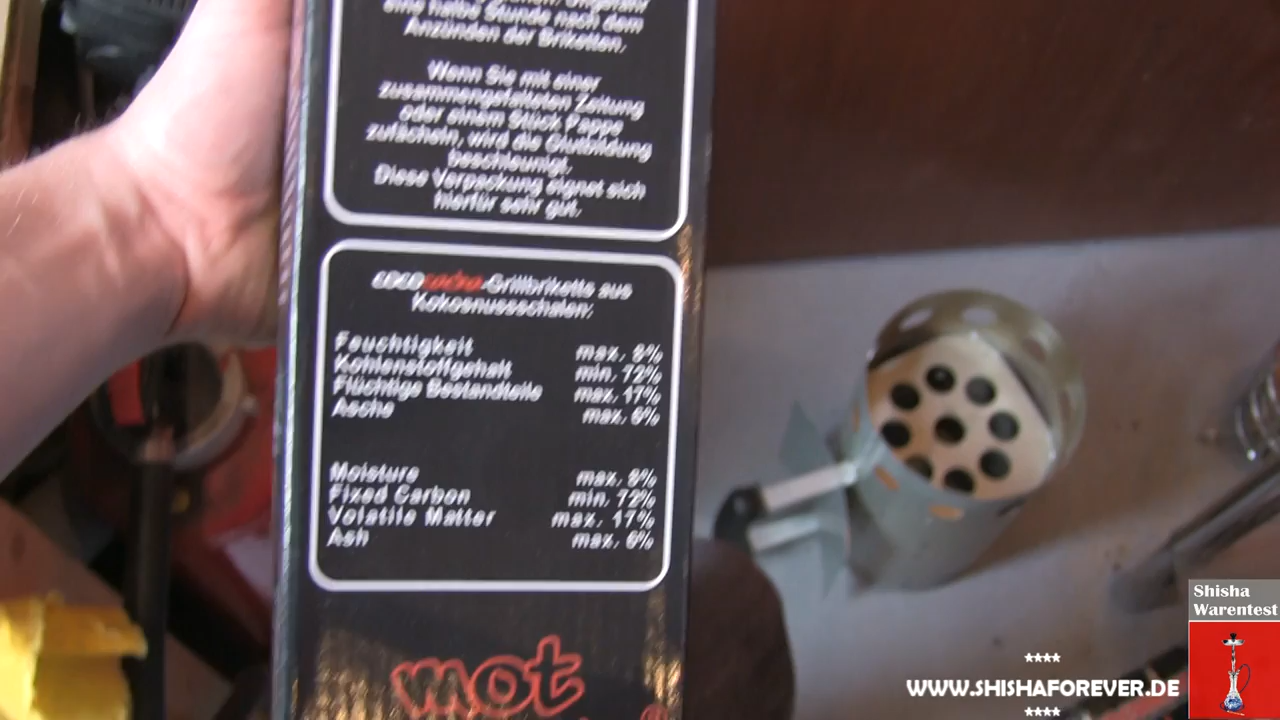 eine halbe Stunde nach dem
Anzünden der Briketten.
Wenn Sie mit einer
zusammengefalteten Zeitung
oder einem Stück Pappe
zufächeln, wird die Glutbildung
beschleunigt.
Diese Verpackung eignet sich
hierfür sehr gut.
Grillbriketts aus
Kokosnussschalen:
Feuchtigkeit max. 8%
Kohlenstoffgehalt min. 72%
Flüchtige Bestandteile max. 17%
Asche max. 6%
Moisture max. 8%
Fixed Carbon min. 72%
Volatile Matter max. 17%
Ash max. 6%
mot
®
Shisha
Warentest
****
WWW.SHISHAFOREVER.DE
****